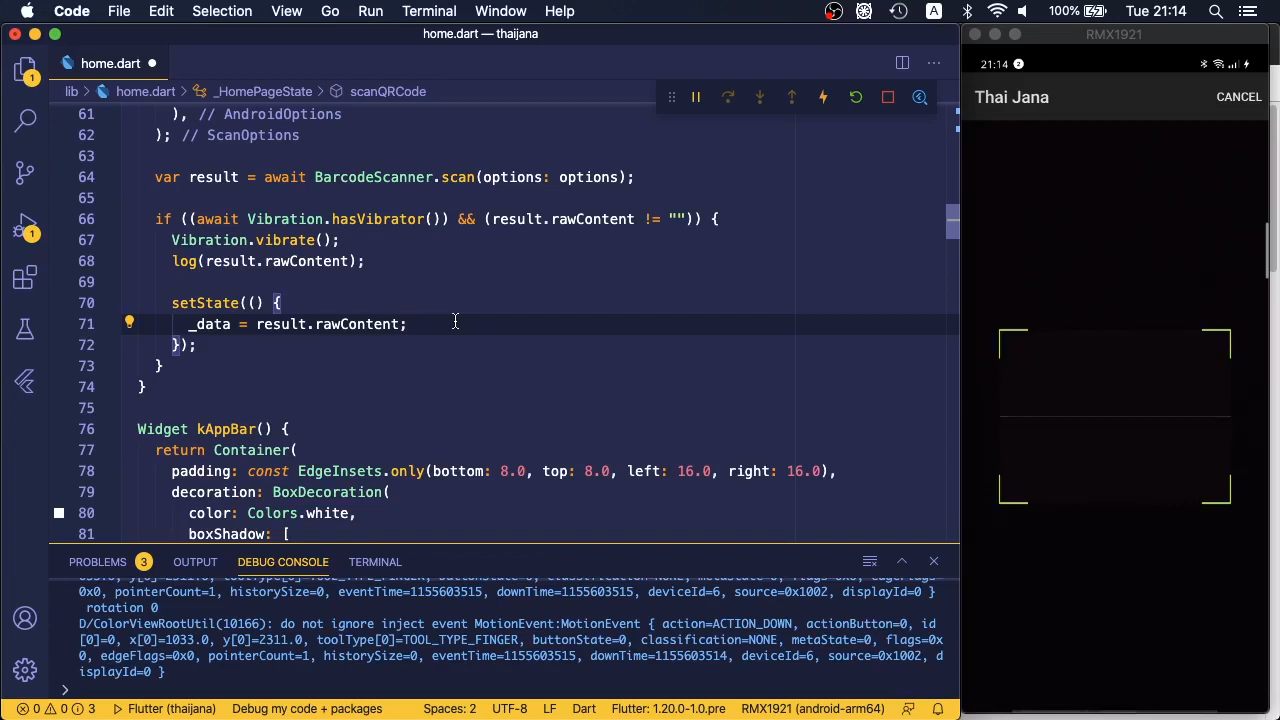 Code File Edit Selection View Go Run Terminal Window Help A 100% Tue 21:14
home.dart — thaijana
RMX1921
home.dart
21:14 2
lib > home.dart > _HomePageState > scanQRCode
Thai Jana CANCEL
1
1
61 ), // AndroidOptions
62 ); // ScanOptions
63
64 var result = await BarcodeScanner.scan(options: options);
65
66 if ((await Vibration.hasVibrator()) && (result.rawContent != "")) {
67 Vibration.vibrate();
68 log(result.rawContent);
69
70 setState(() {
71 _data = result.rawContent;
72 });
73 }
74 }
75
76 Widget kAppBar() {
77 return Container(
78 padding: const EdgeInsets.only(bottom: 8.0, top: 8.0, left: 16.0, right: 16.0),
79 decoration: BoxDecoration(
80 color: Colors.white,
81 boxShadow: [
PROBLEMS 3 OUTPUT DEBUG CONSOLE TERMINAL
0x0, pointerCount=1, historySize=0, eventTime=1155603515, downTime=1155603515, deviceId=6, source=0x1002, displayId=0 }
rotation 0
D/ColorViewRootUtil(10166): do not ignore inject event MotionEvent:MotionEvent { action=ACTION_DOWN, actionButton=0, id
[0]=0, x[0]=1033.0, y[0]=2311.0, toolType[0]=TOOL_TYPE_FINGER, buttonState=0, classification=NONE, metaState=0, flags=0x
0, edgeFlags=0x0, pointerCount=1, historySize=0, eventTime=1155603515, downTime=1155603514, deviceId=6, source=0x1002, d
isplayId=0 }
>
0 0 3 Flutter (thaijana) Debug my code + packages Spaces: 2 UTF-8 LF Dart Flutter: 1.20.0-1.0.pre RMX1921 (android-arm64)